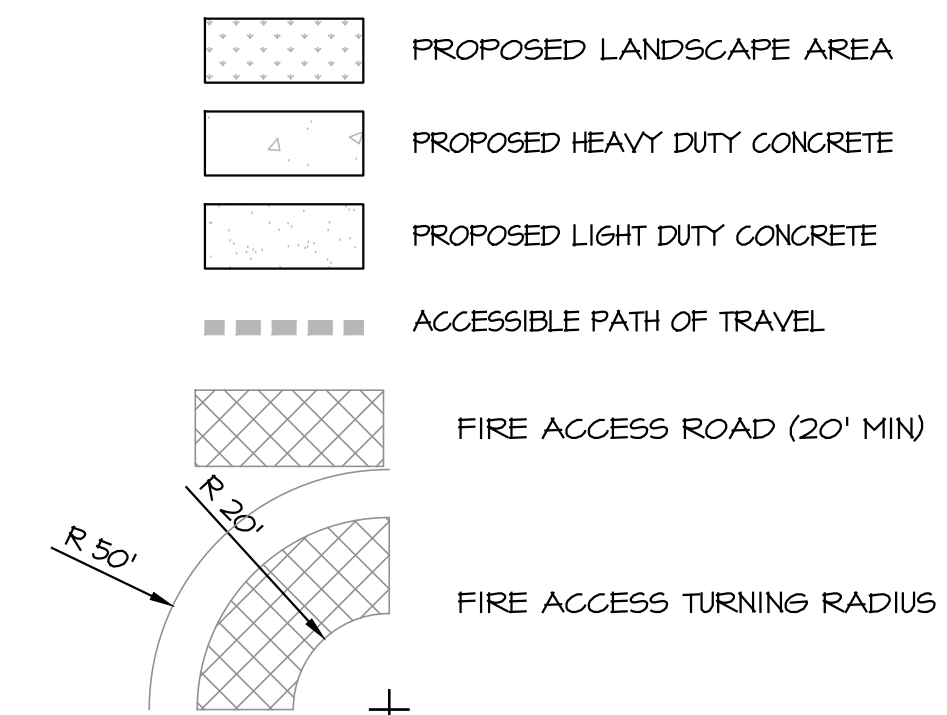 PROPOSED LANDSCAPE AREA
PROPOSED HEAVY DUTY CONCRETE
PROPOSED LIGHT DUTY CONCRETE
ACCESSIBLE PATH OF TRAVEL
FIRE ACCESS ROAD (20' MIN)
R 20'
R 50'
FIRE ACCESS TURNING RADIUS